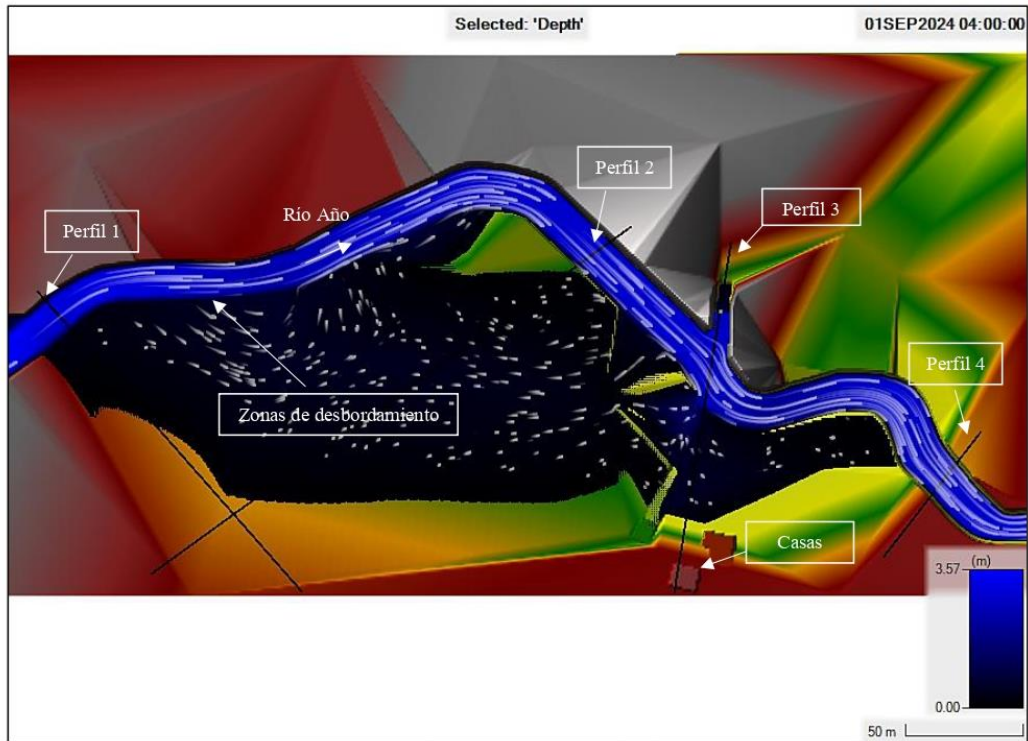 Selected: 'Depth'
01SEP2024 04:00:00
Perfil 1
Río Año
Perfil 2
Perfil 3
Perfil 4
Zonas de desbordamiento
Casas
(m)
3.57
0.00
50 m